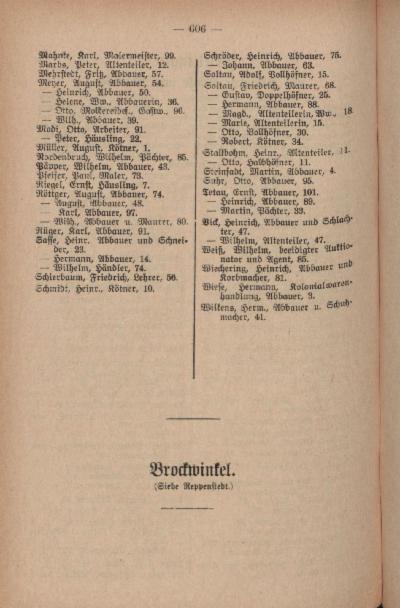 — 606 —
Mahnke, Karl, Malermeister, 99.
Marbs, Peter, Altenteiler, 12.
Mehrstedt, Fritz, Abbauer, 57.
Meyer, August, Abbauer, 54.
— Heinrich, Abbauer, 50.
— Helene, Ww., Abbauerin, 36.
— Otto, Molkereibes., Gastw., 96.
— Wilh., Abbauer, 39.
Modi, Otto, Arbeiter, 91.
— Peter, Häusling, 22.
Müller, August, Kötner, 1.
Nordenbruch, Wilhelm, Pächter, 85.
Pöpper, Wilhelm, Abbauer, 43.
Pfeifer, Paul, Maler, 73.
Riegel, Ernst, Häusling, 7.
Röttger, August, Abbauer, 74.
— August, Abbauer, 48.
Karl, Abbauer, 97.
— Wilh., Abbauer u. Maurer, 80.
Rüger, Karl, Abbauer, 91.
Sasse, Heinr., Abbauer und Schnei-
der, 23.
— Hermann, Abbauer, 14.
— Wilhelm, Händler, 74.
Schierbaum, Friedrich, Lehrer, 56.
Schmidt, Heinr., Kötner, 10.
Schröder, Heinrich, Abbauer, 75.
— Johann, Abbauer, 63.
Soltau, Adolf, Vollhöfner, 15.
Soltau, Friedrich, Maurer, 68.
— Gustav, Doppelhöfner, 25.
— Hermann, Abbauer, 88.
— Magd., Altenteilerin, Ww., 18.
— Marie, Altenteilerin, 15.
— Otto, Vollhöfner, 30.
— Robert, Kötner, 34.
Stallbohm, Heinr., Altenteiler, 11.
— Otto, Halbhöfner, 11.
Steinfadt, Martin, Abbauer, 4.
Suhr, Otto, Abbauer, 95.
Tetau, Ernst, Abbauer, 101.
— Heinrich, Abbauer, 89.
— Martin, Pächter, 33.
Vick, Heinrich, Abbauer und Schlach-
ter, 47.
— Wilhelm, Altenteiler, 47.
Weiß, Wilhelm, beeidigter Auktio-
nator und Agent, 85.
Wiechering, Heinrich, Abbauer und
Korbmacher, 81.
Wiese, Hermann, Kolonialwaren-
handlung, Abbauer, 3.
Wilkens, Herm., Abbauer u. Schuh-
macher, 41.
Brockwinkel.
(Siehe Reppenstedt.)